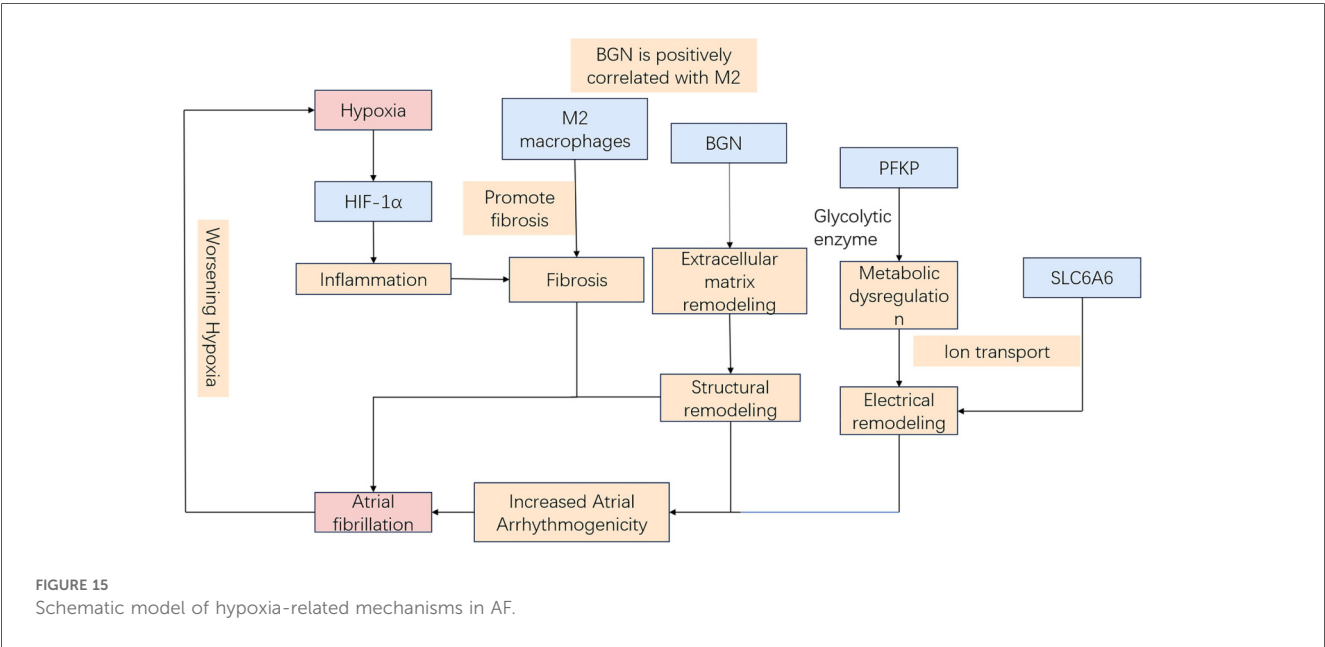 BGN is positively
correlated with M2
Hypoxia
M2
macrophages
BGN
PFKP
HIF-1α
Promote
fibrosis
Glycolytic
enzyme
Worsening Hypoxia
Inflammation
Fibrosis
Extracellular
matrix
remodeling
Metabolic
dysregulatio
n
SLC6A6
Ion transport
Structural
remodeling
Electrical
remodeling
Atrial
fibrillation
Increased Atrial
Arrhythmogenicity
FIGURE 15
Schematic model of hypoxia-related mechanisms in AF.